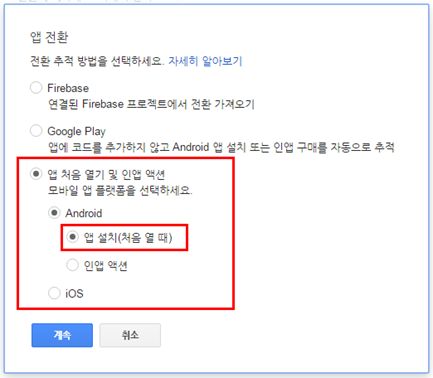 앱 전환
전환 추적 방법을 선택하세요. 자세히 알아보기
Firebase
연결된 Firebase 프로젝트에서 전환 가져오기
Google Play
앱에 코드를 추가하지 않고 Android 앱 설치 또는 인앱 구매를 자동으로 추적
앱 처음 열기 및 인앱 액션
모바일 앱 플랫폼을 선택하세요.
Android
앱 설치(처음 열 때)
인앱 액션
iOS
계속 취소